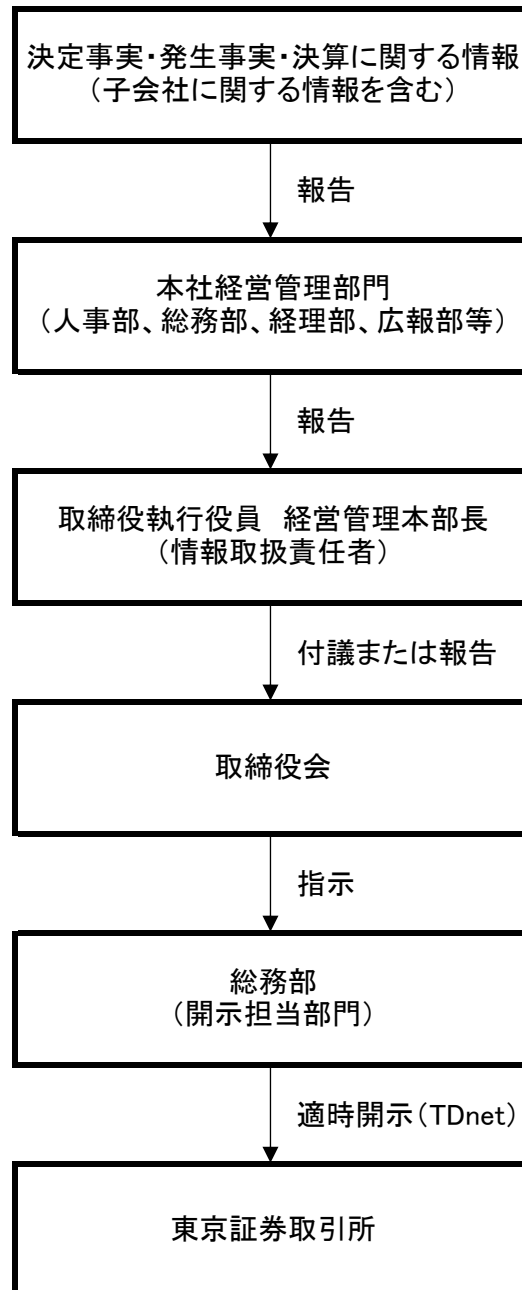 決定事実・発生事実・決算に関する情報
（子会社に関する情報を含む）
報告
本社経営管理部門
（人事部、総務部、経理部、広報部等）
報告
取締役執行役員　経営管理本部長
（情報取扱責任者）
付議または報告
取締役会
指示
総務部
（開示担当部門）
適時開示（TDnet）
東京証券取引所